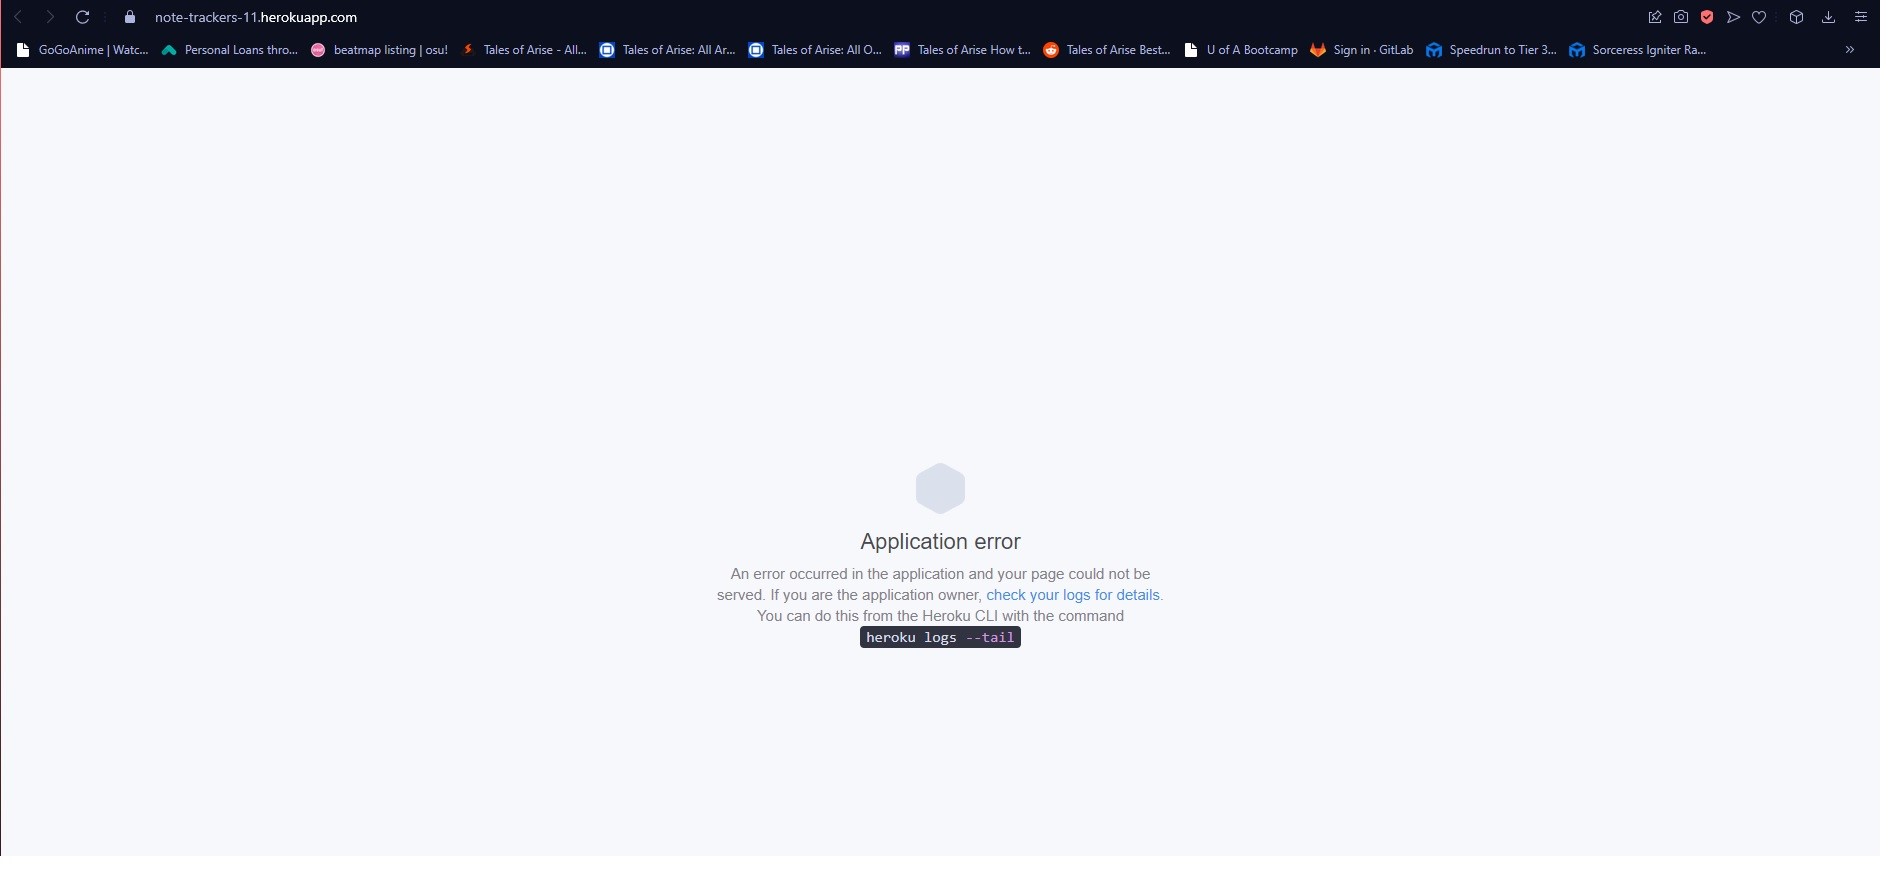 note-trackers-11.herokuapp.com
GoGoAnime | Watc... Personal Loans thro... beatmap listing | osu! Tales of Arise - All... Tales of Arise: All Ar... Tales of Arise: All O... PP Tales of Arise How t... Tales of Arise Best... U of A Bootcamp Sign in · GitLab Speedrun to Tier 3... Sorceress Igniter Ra... »
Application error
An error occurred in the application and your page could not be
served. If you are the application owner, check your logs for details.
You can do this from the Heroku CLI with the command
heroku logs --tail